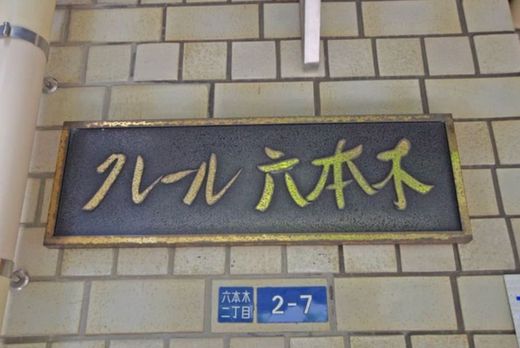 クレール 六本木
六本木
二丁目
2-7